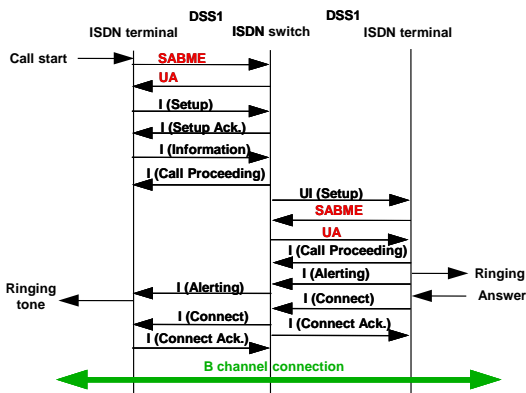 DSS1 DSS1
ISDN terminal ISDN switch ISDN terminal
Call start
SABME
UA
I (Setup)
I (Setup Ack.)
I (Information)
I (Call Proceeding)
UI (Setup)
SABME
UA
I (Call Proceeding)
I (Alerting) Ringing
I (Alerting)
Ringing
tone
I (Connect) Answer
I (Connect)
I (Connect Ack.)
I (Connect Ack.)
B channel connection